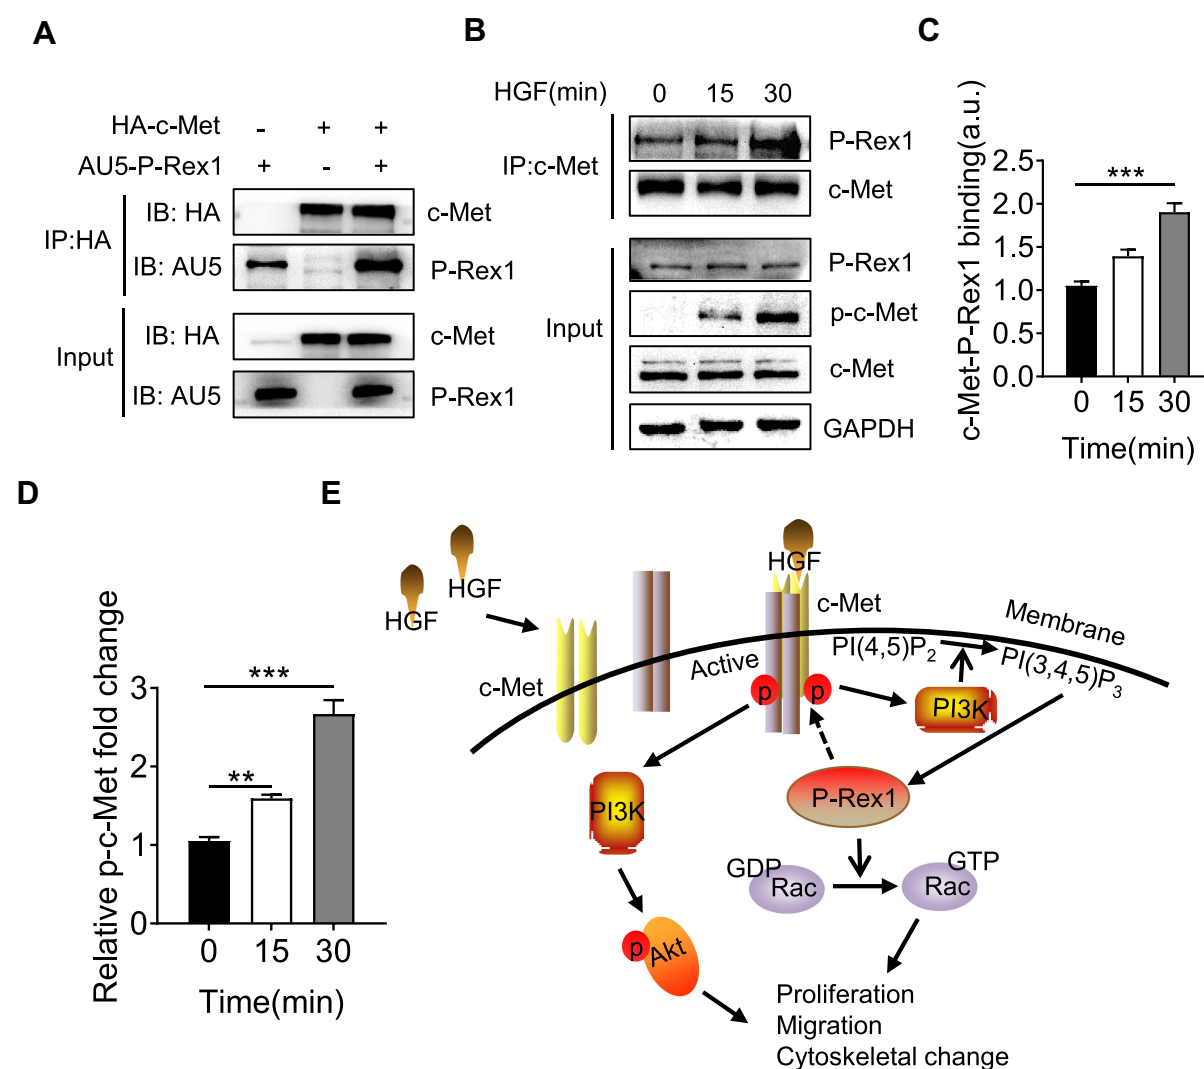 A
HA-c-Met - + +
AU5-P-Rex1 + - +
IP:HA
IB: HA c-Met
IB: AU5 P-Rex1
Input
IB: HA c-Met
IB: AU5 P-Rex1
B
HGF(min) 0 15 30
IP:c-Met
P-Rex1
c-Met
Input
P-Rex1
p-c-Met
c-Met
GAPDH
C
c-Met-P-Rex1 binding(a.u.)
2.5
2.0
1.5
1.0
0.5
0.0
***
0 15 30
Time(min)
D
Relative p-c-Met fold change
3
2
1
0
***
**
0 15 30
Time(min)
E
HGF
HGF
HGF
c-Met
c-Met
Membrane
Active
PI(4,5)P2
PI(3,4,5)P3
p
p
PI3K
PI3K
P-Rex1
GDP
Rac
GTP
Rac
p
Akt
Proliferation
Migration
Cytoskeletal change